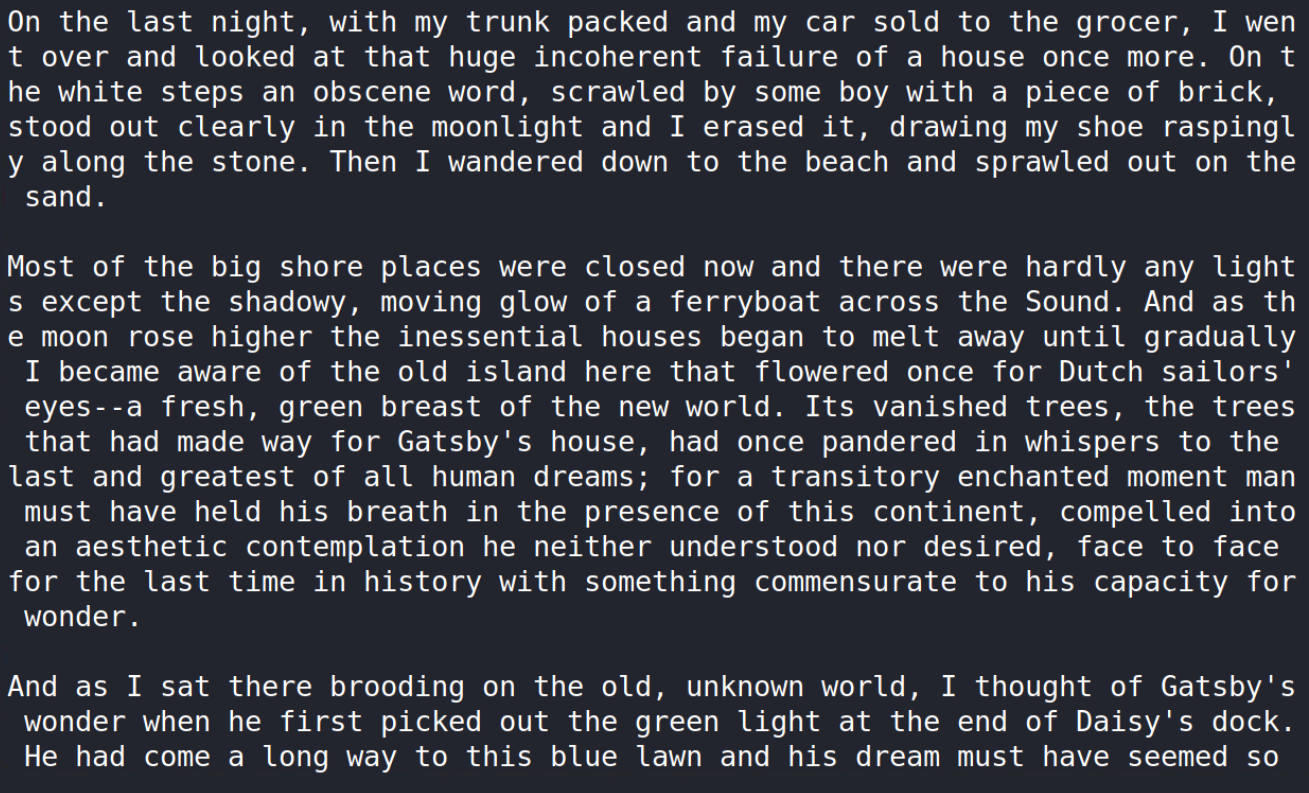 On the last night, with my trunk packed and my car sold to the grocer, I wen
t over and looked at that huge incoherent failure of a house once more. On t
he white steps an obscene word, scrawled by some boy with a piece of brick,
stood out clearly in the moonlight and I erased it, drawing my shoe raspingl
y along the stone. Then I wandered down to the beach and sprawled out on the
 sand.

Most of the big shore places were closed now and there were hardly any light
s except the shadowy, moving glow of a ferryboat across the Sound. And as th
e moon rose higher the inessential houses began to melt away until gradually
 I became aware of the old island here that flowered once for Dutch sailors'
 eyes--a fresh, green breast of the new world. Its vanished trees, the trees
 that had made way for Gatsby's house, had once pandered in whispers to the
last and greatest of all human dreams; for a transitory enchanted moment man
 must have held his breath in the presence of this continent, compelled into
 an aesthetic contemplation he neither understood nor desired, face to face
for the last time in history with something commensurate to his capacity for
 wonder.

And as I sat there brooding on the old, unknown world, I thought of Gatsby's
 wonder when he first picked out the green light at the end of Daisy's dock.
 He had come a long way to this blue lawn and his dream must have seemed so